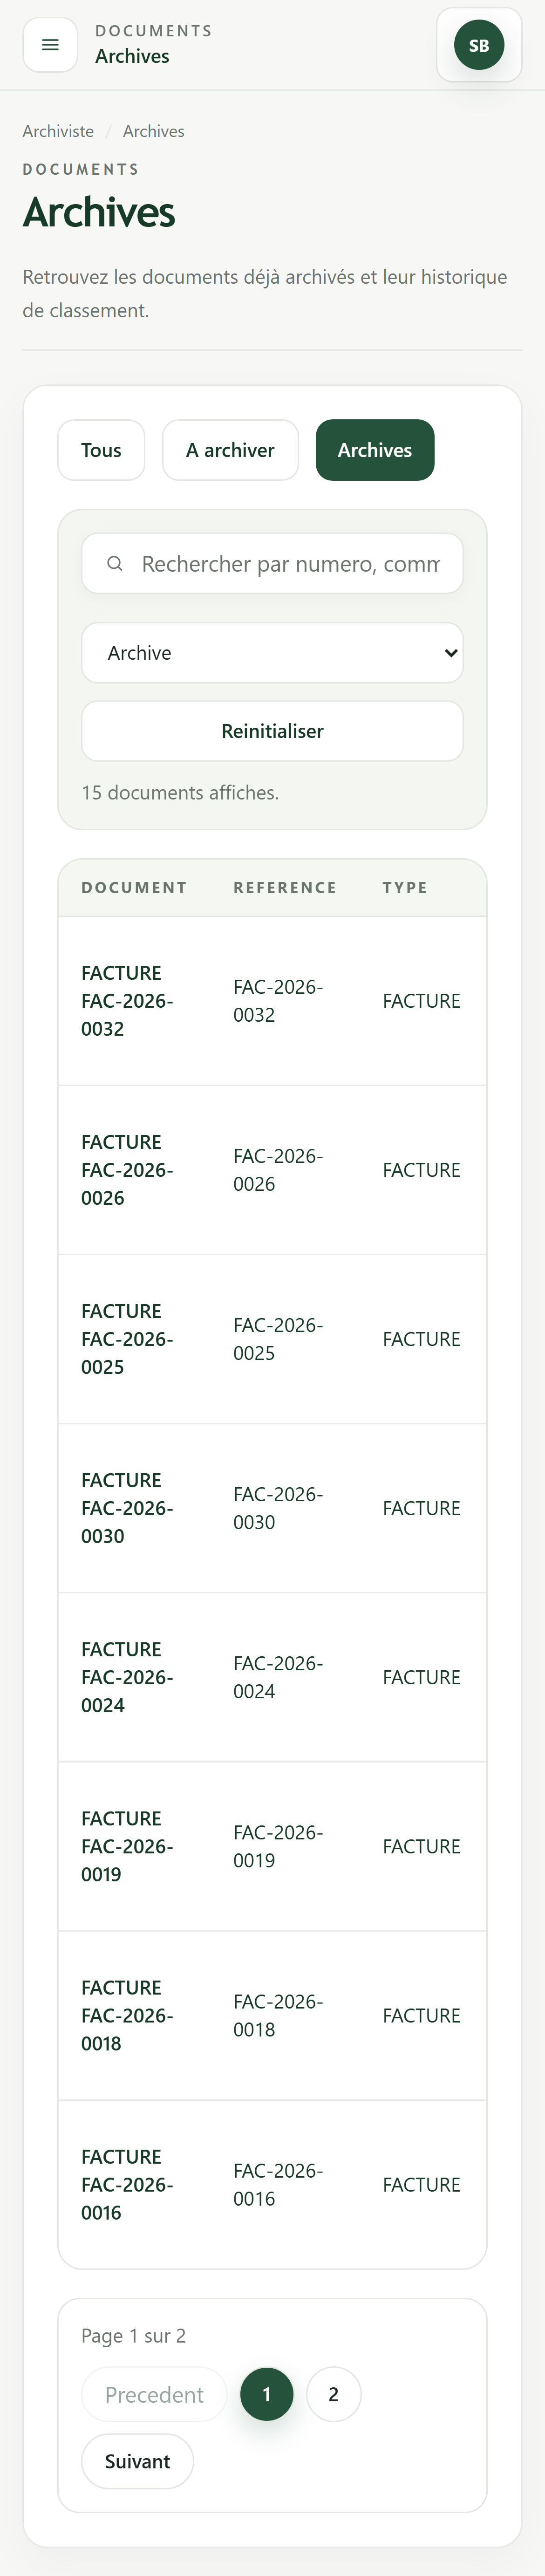 DOCUMENTS
Archives
SB
Archiviste / Archives
DOCUMENTS
Archives
Retrouvez les documents déjà archivés et leur historique
de classement.
Tous
A archiver
Archives
Rechercher par numero, comm
Archive
Reinitialiser
15 documents affiches.
DOCUMENT REFERENCE TYPE
FACTURE
FAC-2026-
0032
FAC-2026-
0032
FACTURE
FACTURE
FAC-2026-
0026
FAC-2026-
0026
FACTURE
FACTURE
FAC-2026-
0025
FAC-2026-
0025
FACTURE
FACTURE
FAC-2026-
0030
FAC-2026-
0030
FACTURE
FACTURE
FAC-2026-
0024
FAC-2026-
0024
FACTURE
FACTURE
FAC-2026-
0019
FAC-2026-
0019
FACTURE
FACTURE
FAC-2026-
0018
FAC-2026-
0018
FACTURE
FACTURE
FAC-2026-
0016
FAC-2026-
0016
FACTURE
Page 1 sur 2
Precedent 1 2
Suivant